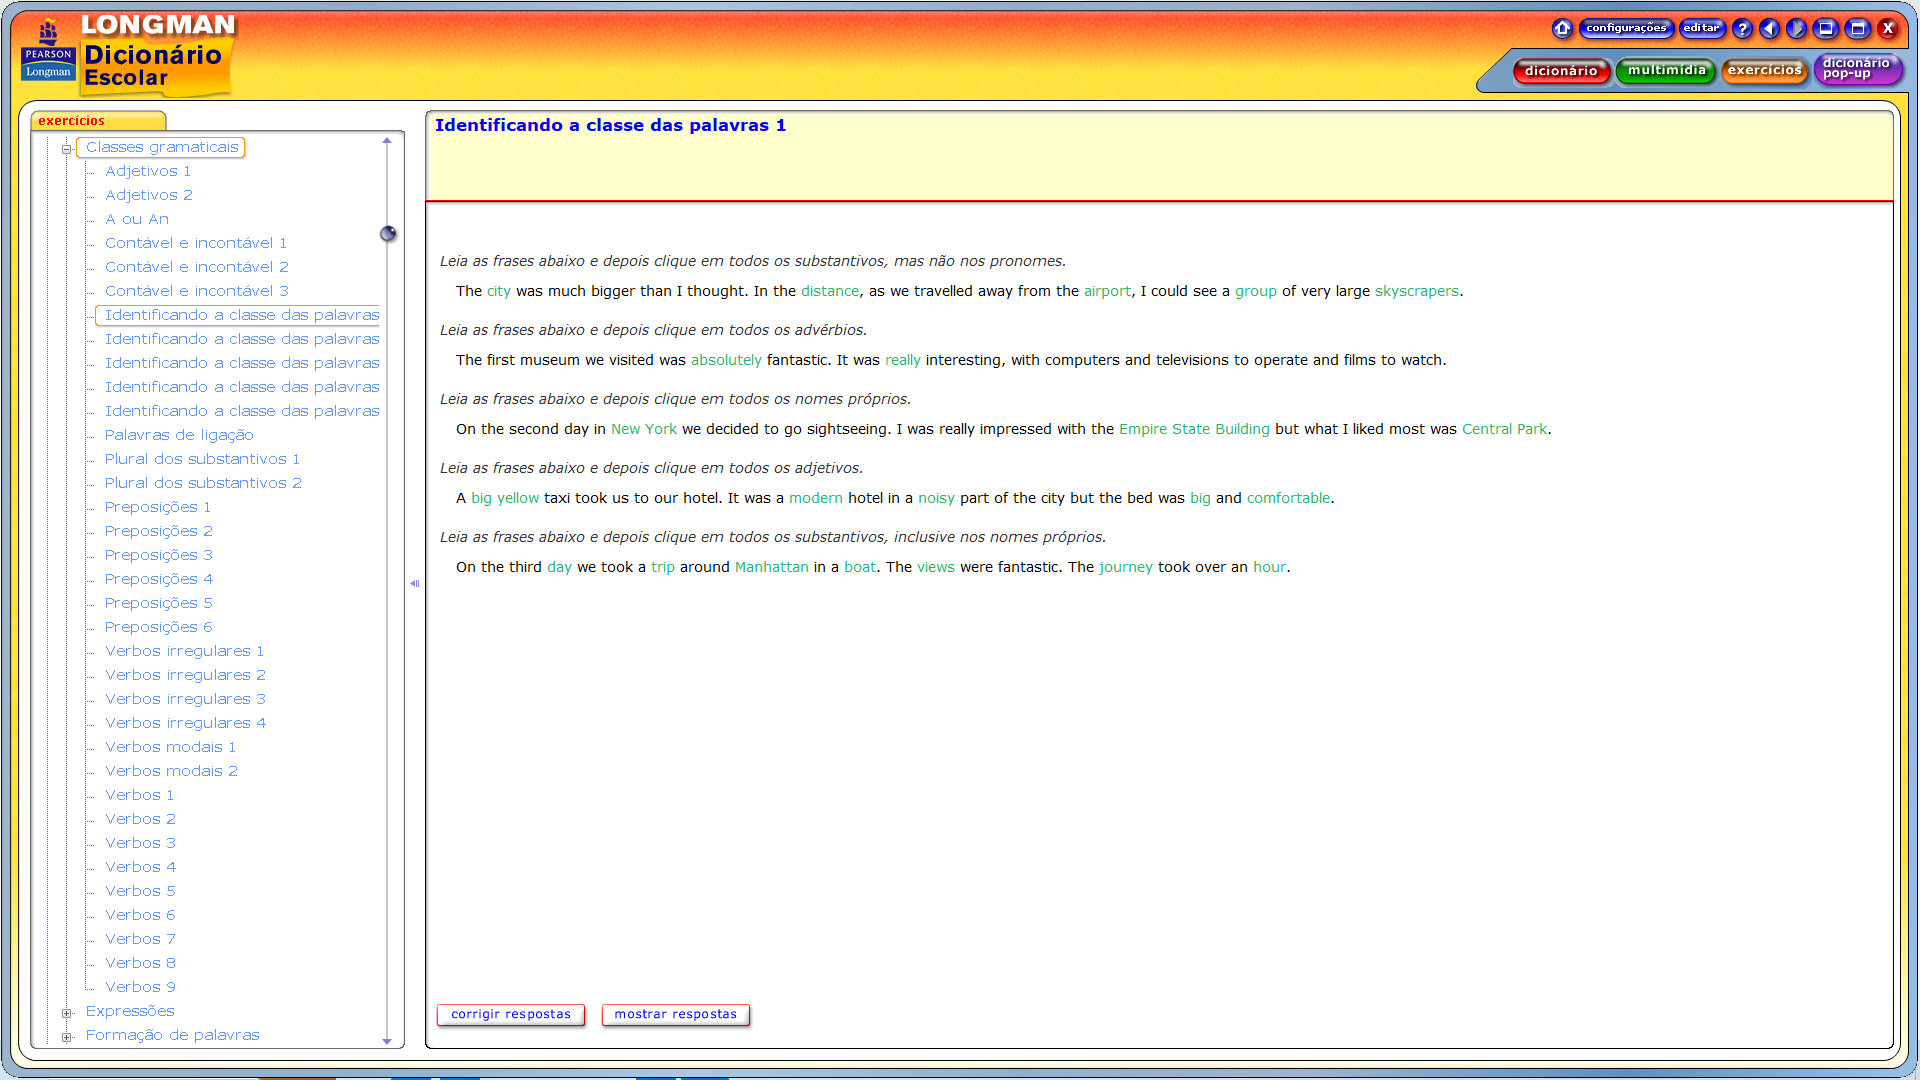 LONGMAN
Dicionário
Escolar
PEARSON
Longman
configurações
editar
?
X
dicionário
multimídia
exercícios
dicionário
pop-up
exercícios
Classes gramaticais
Adjetivos 1
Adjetivos 2
A ou An
Contável e incontável 1
Contável e incontável 2
Contável e incontável 3
Identificando a classe das palavras
Identificando a classe das palavras
Identificando a classe das palavras
Identificando a classe das palavras
Identificando a classe das palavras
Palavras de ligação
Plural dos substantivos 1
Plural dos substantivos 2
Preposições 1
Preposições 2
Preposições 3
Preposições 4
Preposições 5
Preposições 6
Verbos irregulares 1
Verbos irregulares 2
Verbos irregulares 3
Verbos irregulares 4
Verbos modais 1
Verbos modais 2
Verbos 1
Verbos 2
Verbos 3
Verbos 4
Verbos 5
Verbos 6
Verbos 7
Verbos 8
Verbos 9
Expressões
Formação de palavras
Identificando a classe das palavras 1
Leia as frases abaixo e depois clique em todos os substantivos, mas não nos pronomes.
The city was much bigger than I thought. In the distance, as we travelled away from the airport, I could see a group of very large skyscrapers.
Leia as frases abaixo e depois clique em todos os advérbios.
The first museum we visited was absolutely fantastic. It was really interesting, with computers and televisions to operate and films to watch.
Leia as frases abaixo e depois clique em todos os nomes próprios.
On the second day in New York we decided to go sightseeing. I was really impressed with the Empire State Building but what I liked most was Central Park.
Leia as frases abaixo e depois clique em todos os adjetivos.
A big yellow taxi took us to our hotel. It was a modern hotel in a noisy part of the city but the bed was big and comfortable.
Leia as frases abaixo e depois clique em todos os substantivos, inclusive nos nomes próprios.
On the third day we took a trip around Manhattan in a boat. The views were fantastic. The journey took over an hour.
corrigir respostas
mostrar respostas